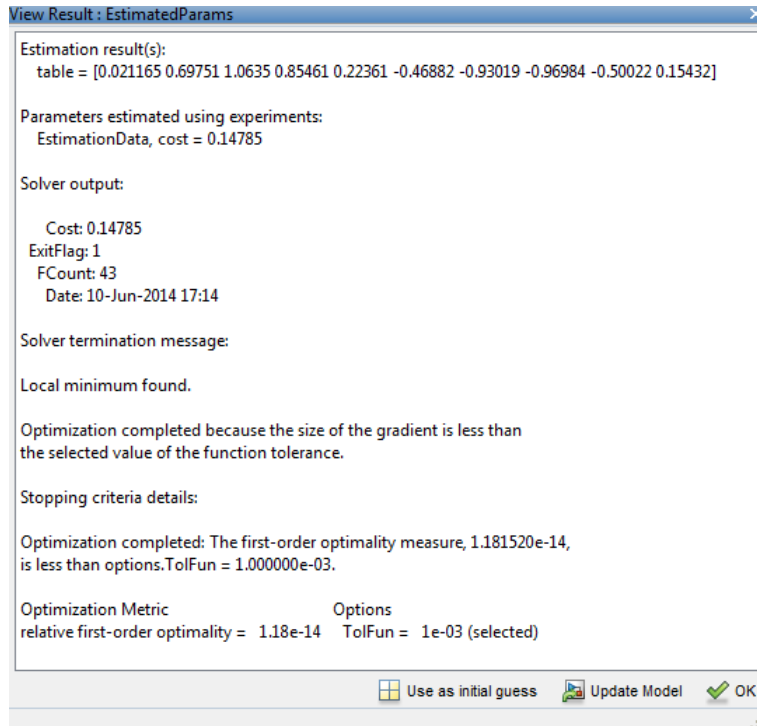 View Result : EstimatedParams
Estimation result(s):
table = [0.021165 0.69751 1.0635 0.85461 0.22361 -0.46882 -0.93019 -0.96984 -0.50022 0.15432]
Parameters estimated using experiments:
EstimationData, cost = 0.14785
Solver output:
Cost: 0.14785
ExitFlag: 1
FCount: 43
Date: 10-Jun-2014 17:14
Solver termination message:
Local minimum found.
Optimization completed because the size of the gradient is less than
the selected value of the function tolerance.
Stopping criteria details:
Optimization completed: The first-order optimality measure, 1.181520e-14,
is less than options.TolFun = 1.000000e-03.
Optimization Metric Options
relative first-order optimality = 1.18e-14 TolFun = 1e-03 (selected)
Use as initial guess Update Model OK